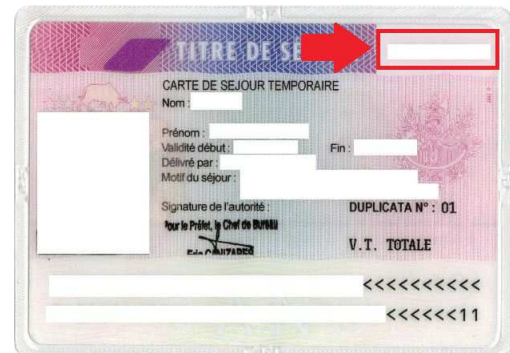 TITRE DE SÉ
CARTE DE SEJOUR TEMPORAIRE
Nom :
Prénom :
Validité début : Fin :
Délivré par :
Motif du séjour :
Signature de l'autorité : DUPLICATA N° : 01
Pour le Préfet, le Chef de Bureau
V.T. TOTALE
<<<<<<<<<<
<<<<<<11